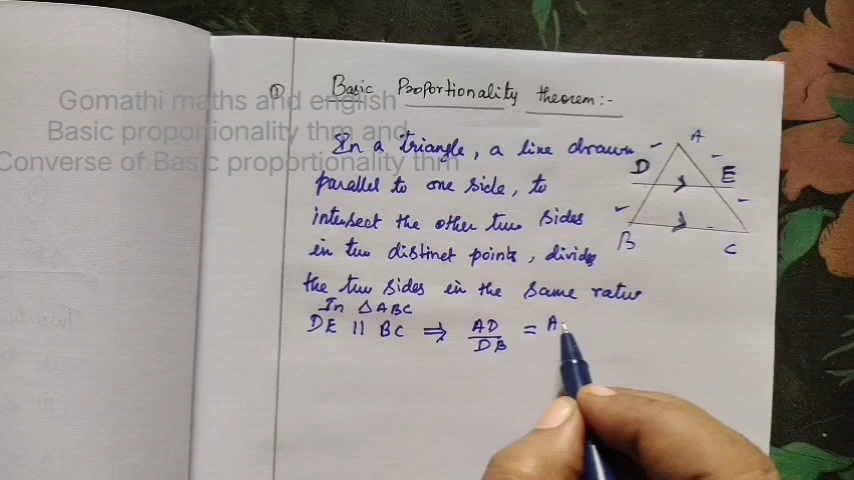 Gomathi maths and english
Basic proportionality thm and
Converse of Basic proportionality thm
① Basic Proportionality theorem:-
In a triangle, a line drawn
parallel to one side, to
intersect the other two sides
in two distinct points, divides
the two sides in the same ratio
In △ABC
DE || BC ⇒ AD/DB = A
A
D E
B C